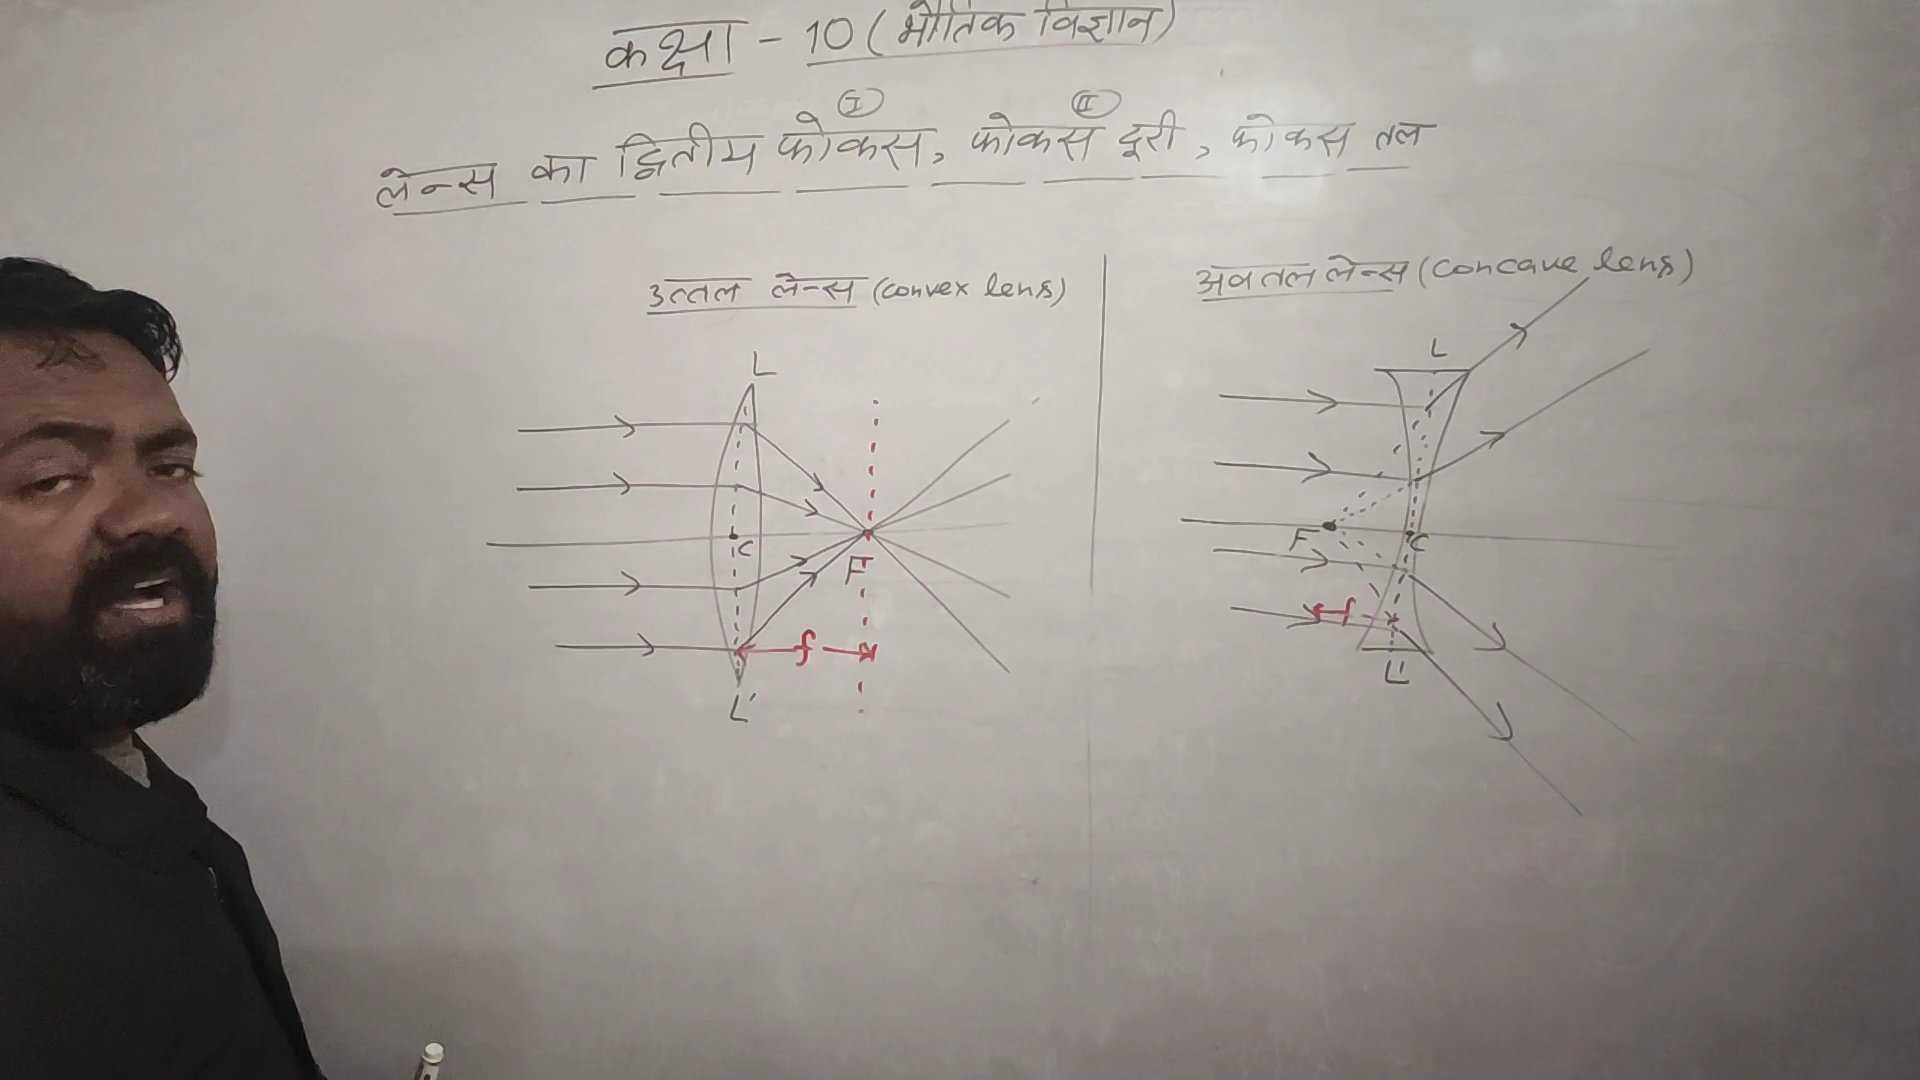 कक्षा - 10 (भौतिक विज्ञान)
I II
लेन्स का द्वितीय फोकस, फोकस दूरी, फोकस तल
उत्तल लेन्स (convex lens)
अवतल लेन्स (concave lens)
L
C
F
f
L'
L
F
C
f
L'